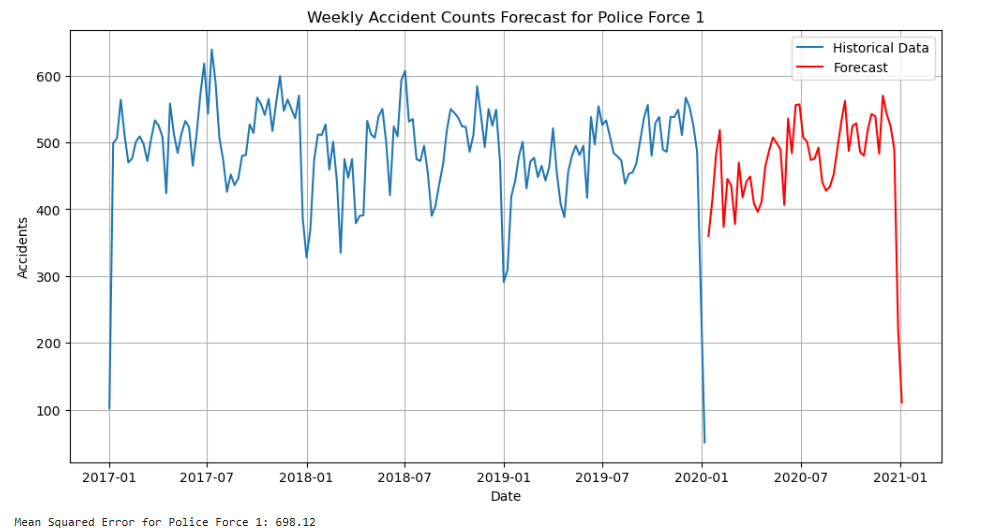 Weekly Accident Counts Forecast for Police Force 1
Historical Data
Forecast
600
500
400
300
200
100
Accidents
2017-01 2017-07 2018-01 2018-07 2019-01 2019-07 2020-01 2020-07 2021-01
Date
Mean Squared Error for Police Force 1: 698.12